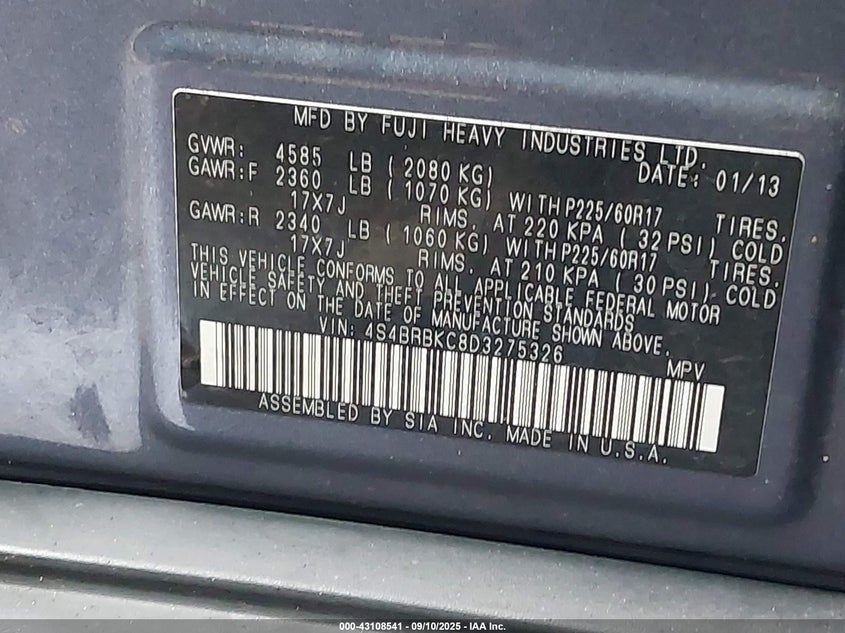 MFD BY FUJI HEAVY INDUSTRIES LTD.
GVWR: 4585 LB ( 2080 KG) DATE: 01/13
GAWR:F 2360 LB ( 1070 KG) WITH P225/60R17 TIRES,
17X7J RIMS, AT 220 KPA ( 32 PSI) COLD
GAWR:R 2340 LB ( 1060 KG) WITH P225/60R17 TIRES,
17X7J RIMS, AT 210 KPA ( 30 PSI) COLD
THIS VEHICLE CONFORMS TO ALL APPLICABLE FEDERAL MOTOR
VEHICLE SAFETY AND THEFT PREVENTION STANDARDS
IN EFFECT ON THE DATE OF MANUFACTURE SHOWN ABOVE.
VIN: 4S4BRBKC8D3275326 MPV
ASSEMBLED BY SIA INC. MADE IN U.S.A.
000-43108541 - 09/10/2025 - IAA Inc.